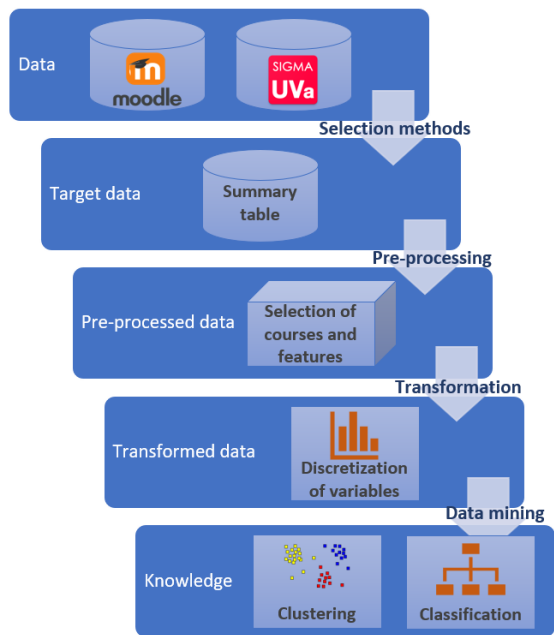 Data
moodle
SIGMA
UVa
Selection methods
Target data
Summary
table
Pre-processing
Pre-processed data
Selection of
courses and
features
Transformation
Transformed data
Discretization
of variables
Data mining
Knowledge
Clustering
Classification